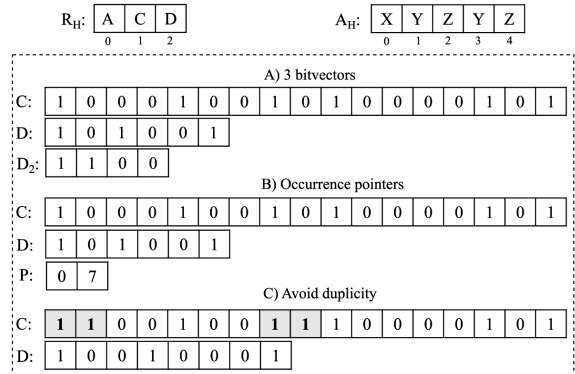 R_H: A C D A_H: X Y Z Y Z
0 1 2 0 1 2 3 4
A) 3 bitvectors
C: 1 0 0 0 1 0 0 1 0 1 0 0 0 0 1 0 1
D: 1 0 1 0 0 1
D_2: 1 1 0 0
B) Occurrence pointers
C: 1 0 0 0 1 0 0 1 0 1 0 0 0 0 1 0 1
D: 1 0 1 0 0 1
P: 0 7
C) Avoid duplicity
C: 1 1 0 0 1 0 0 1 1 1 0 0 0 0 1 0 1
D: 1 0 0 1 0 0 0 1